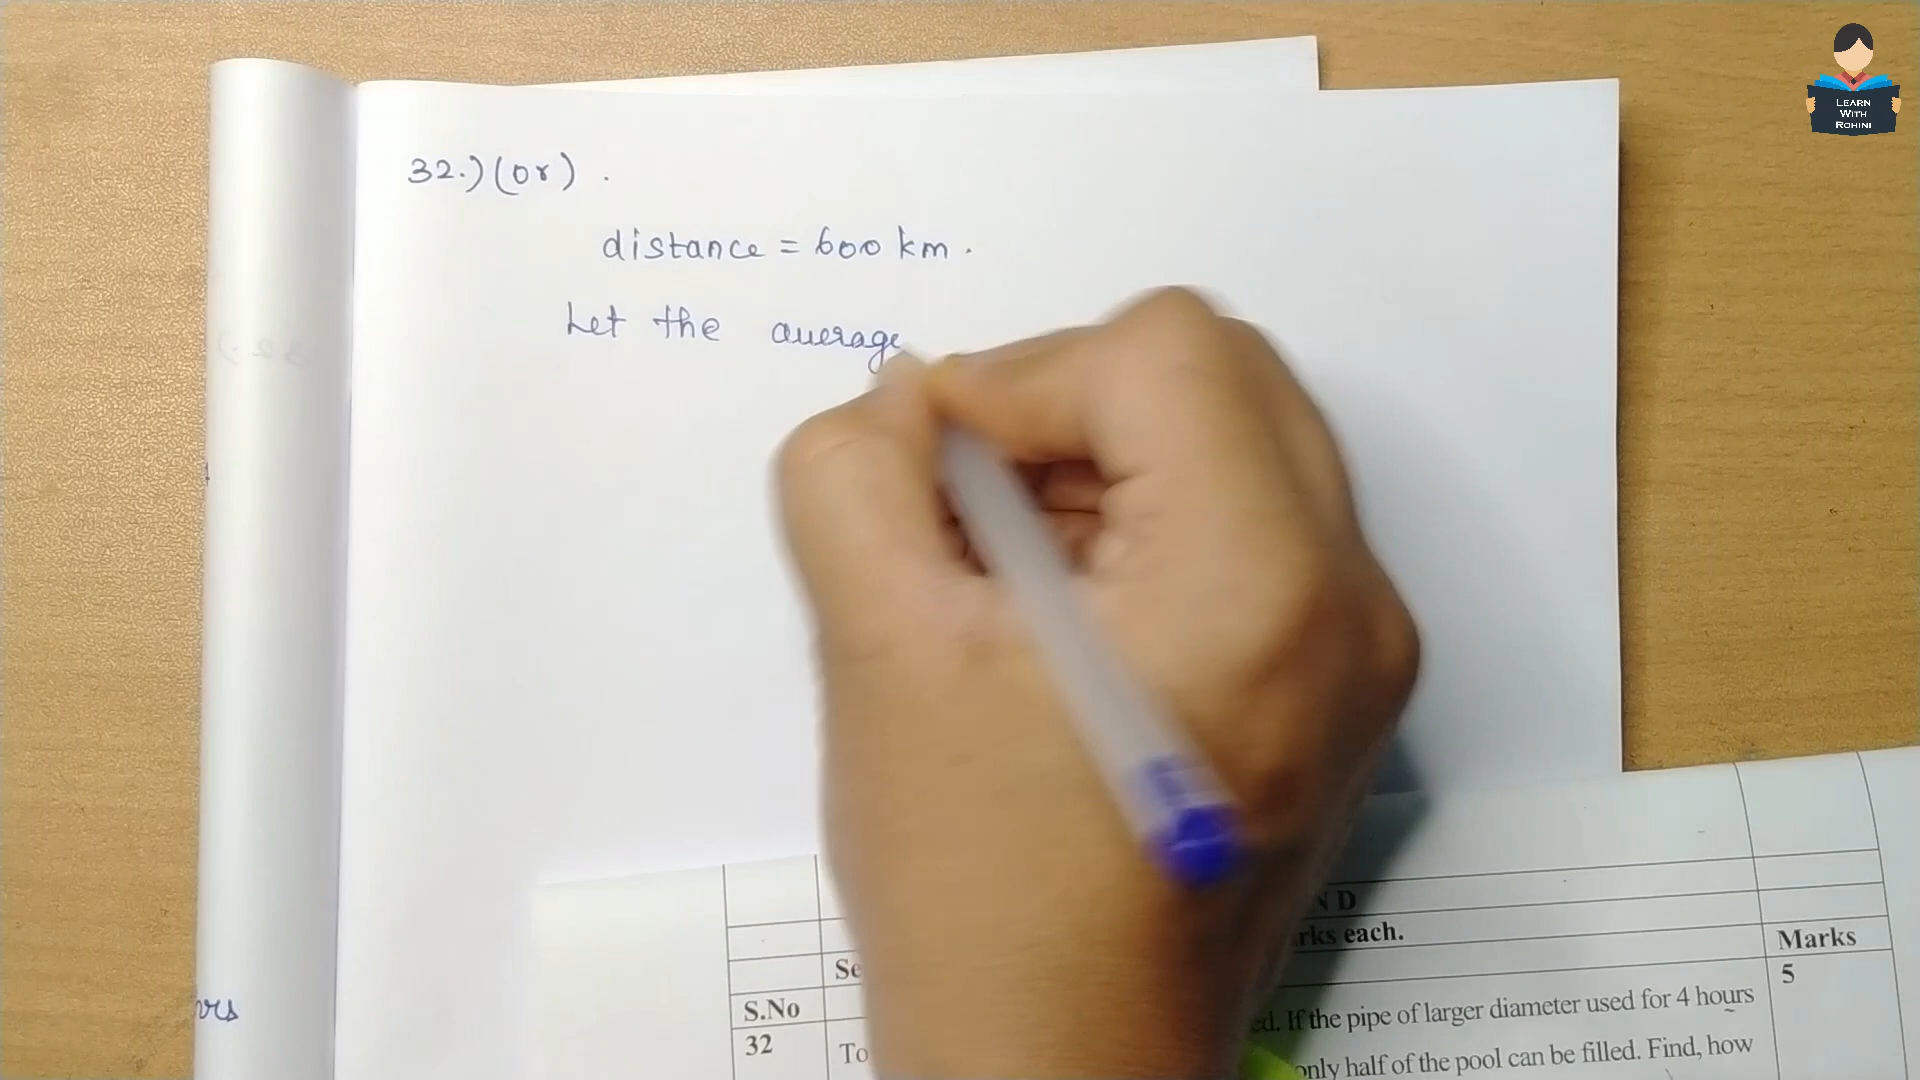 LEARN
WITH
ROHINI
32.) (or) .
distance = 600 km .
Let the average
N D
rks each.
Marks
Se
5
S.No
ed. If the pipe of larger diameter used for 4 hours
32
To
only half of the pool can be filled. Find, how